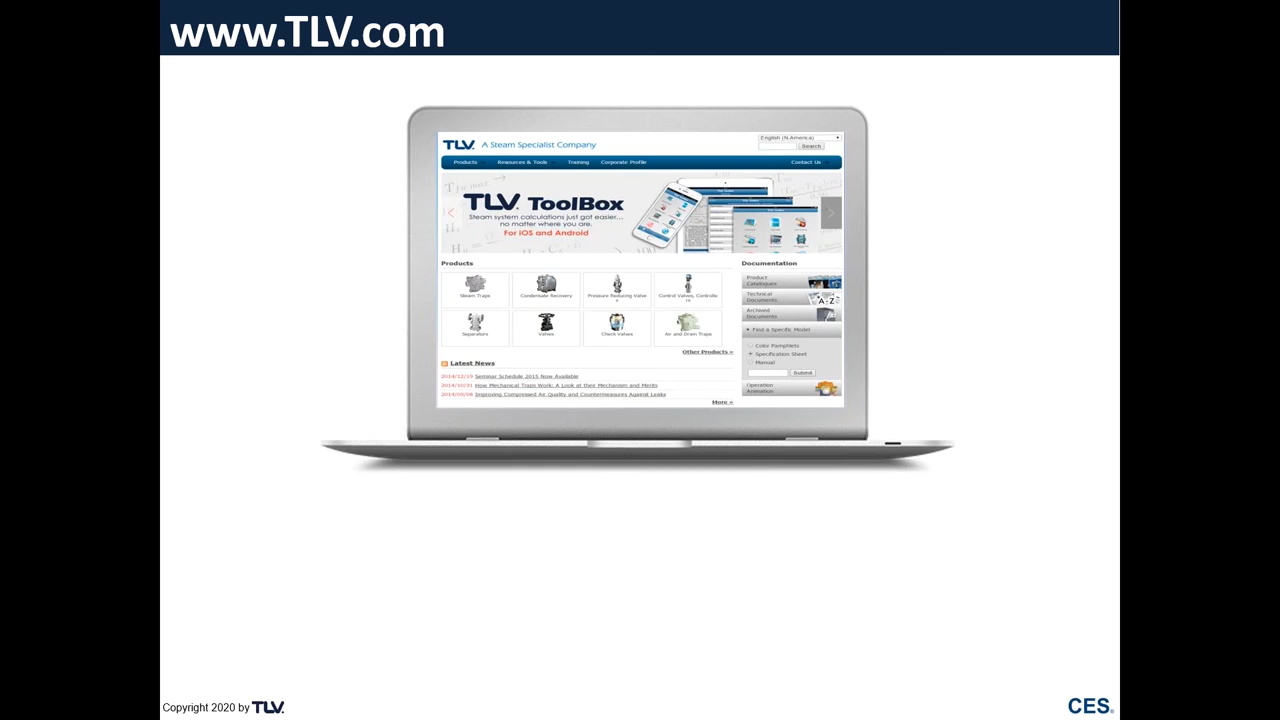 www.TLV.com
TLV. A Steam Specialist Company
English (N.America)
Search
Products
Resources & Tools
Training
Corporate Profile
Contact Us
TLV. ToolBox
Steam system calculations just got easier...
no matter where you are.
For iOS and Android
Products
Steam Traps
Condensate Recovery
Pressure Reducing Valve
s
Control Valves, Controlle
rs
Separators
Valves
Check Valves
Air and Drain Traps
Other Products »
Latest News
2014/12/19 Seminar Schedule 2015 Now Available
2014/10/31 How Mechanical Traps Work: A Look at their Mechanism and Merits
Improving Compressed Air Quality and Countermeasures Against Leaks
More »
Documentation
Product
Catalogues
Technical
Documents
A-Z
Archived
Documents
Find a Specific Model
Color Pamphlets
Specification Sheet
Manual
Submit
Operation
Animation
Copyright 2020 by TLV.
CES®